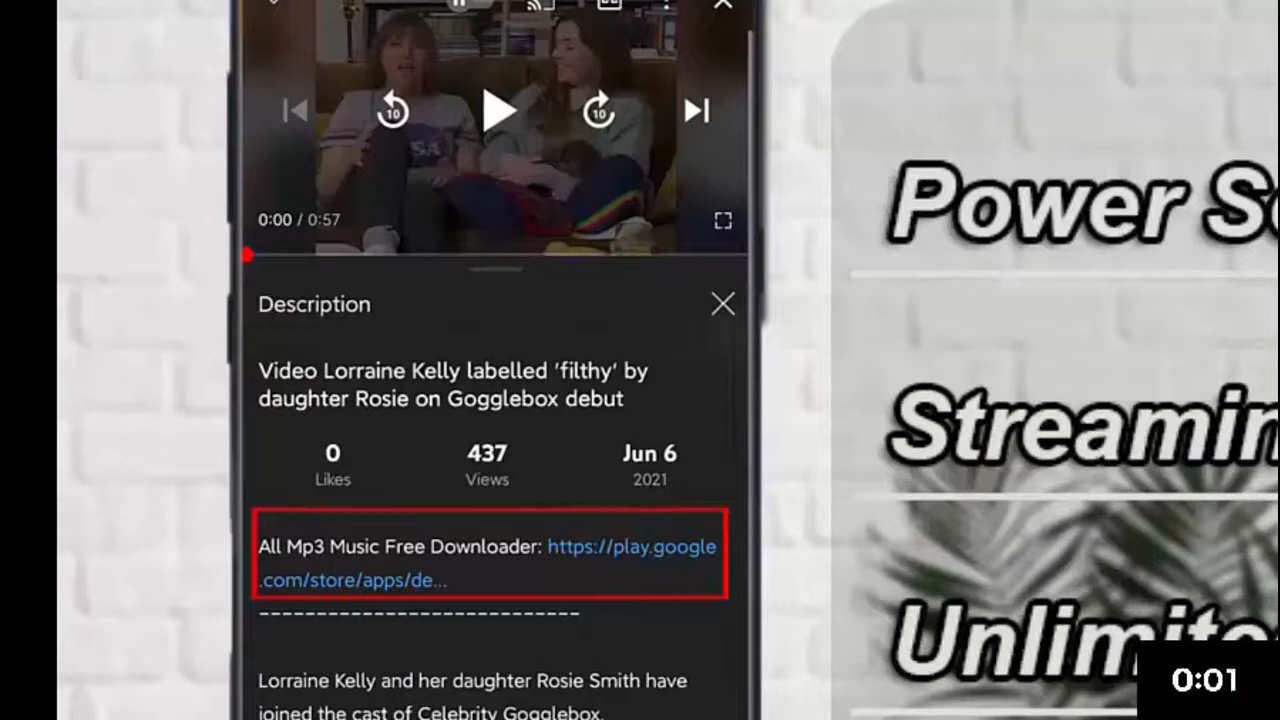 10
10
0:00 / 0:57
Description
Video Lorraine Kelly labelled 'filthy' by
daughter Rosie on Gogglebox debut
0 437 Jun 6
Likes Views 2021
All Mp3 Music Free Downloader: https://play.google
.com/store/apps/de...
----------------------------
Lorraine Kelly and her daughter Rosie Smith have
joined the cast of Celebrity Gogglebox.
Power
0:01